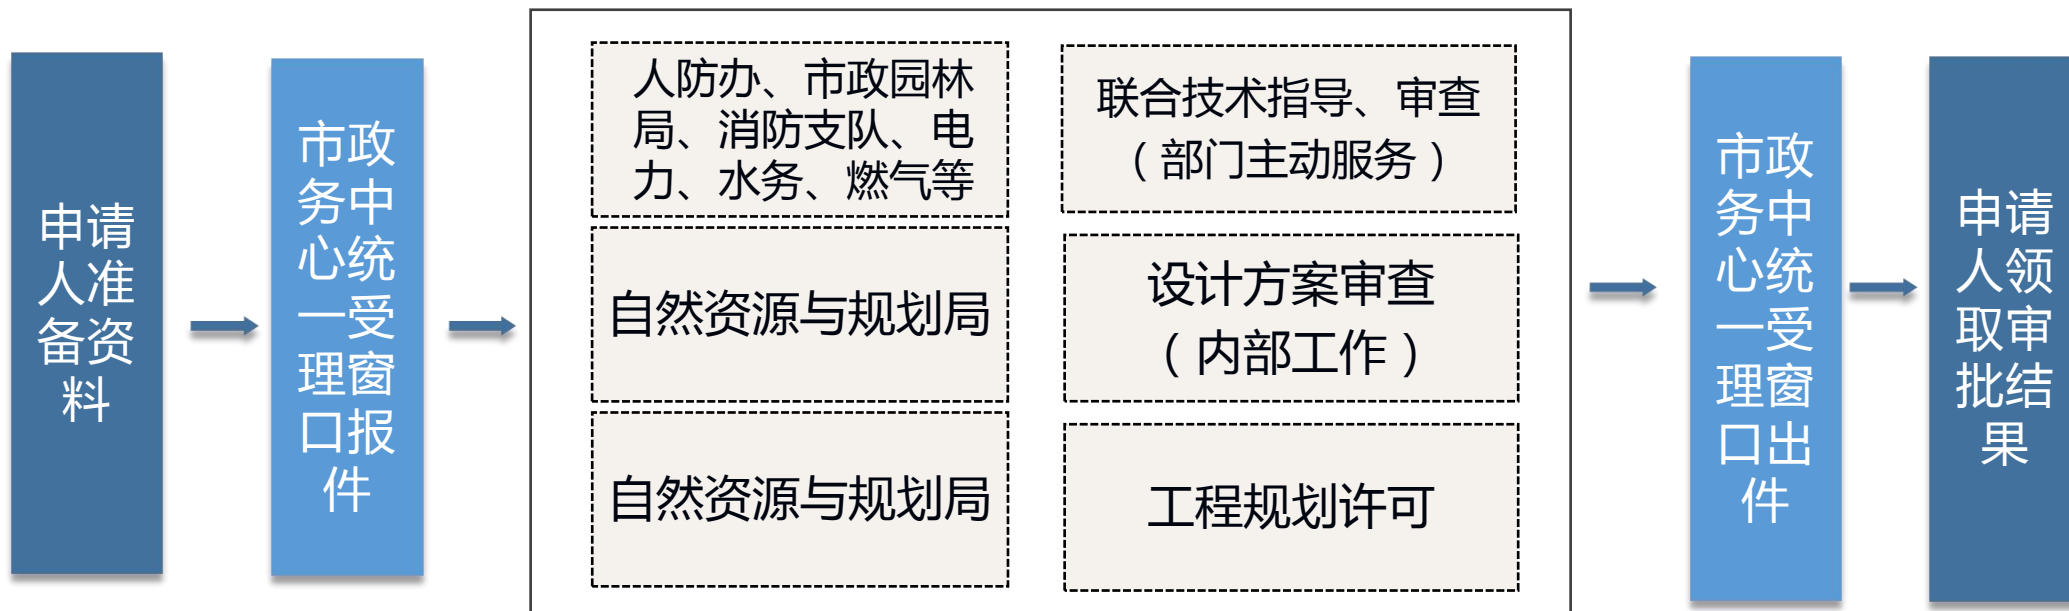 申请
人准
备资
料
市政
务中
心统
一受
理窗
口报
件
人防办、市政园林
局、消防支队、电
力、水务、燃气等
联合技术指导、审查
（部门主动服务）
自然资源与规划局
设计方案审查
（内部工作）
自然资源与规划局
工程规划许可
市政
务中
心统
一受
理窗
口出
件
申请
人领
取审
批结
果